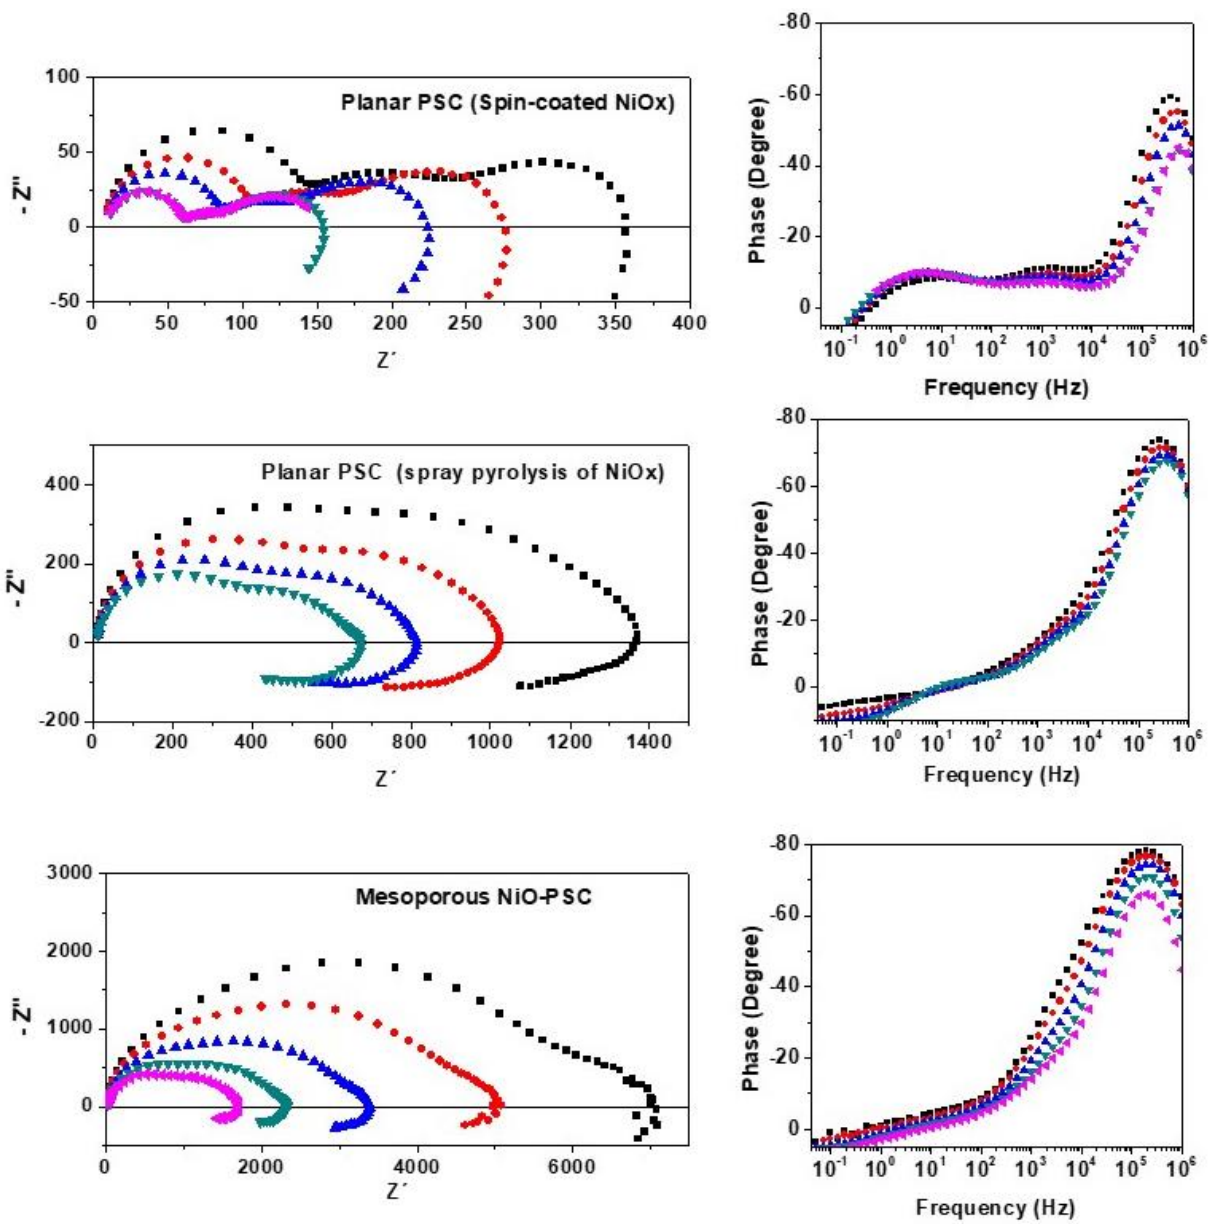 Planar PSC (Spin-coated NiOx)
- Z"
100
50
0
-50
0 50 100 150 200 250 300 350 400
Z´
Phase (Degree)
-80
-60
-40
-20
0
10⁻¹ 10⁰ 10¹ 10² 10³ 10⁴ 10⁵ 10⁶
Frequency (Hz)
Planar PSC (spray pyrolysis of NiOx)
- Z"
400
200
0
-200
0 200 400 600 800 1000 1200 1400
Z´
Phase (Degree)
-80
-60
-40
-20
0
10⁻¹ 10⁰ 10¹ 10² 10³ 10⁴ 10⁵ 10⁶
Frequency (Hz)
Mesoporous NiO-PSC
- Z"
3000
2000
1000
0
0 2000 4000 6000
Z´
Phase (Degree)
-80
-60
-40
-20
0
10⁻¹ 10⁰ 10¹ 10² 10³ 10⁴ 10⁵ 10⁶
Frequency (Hz)